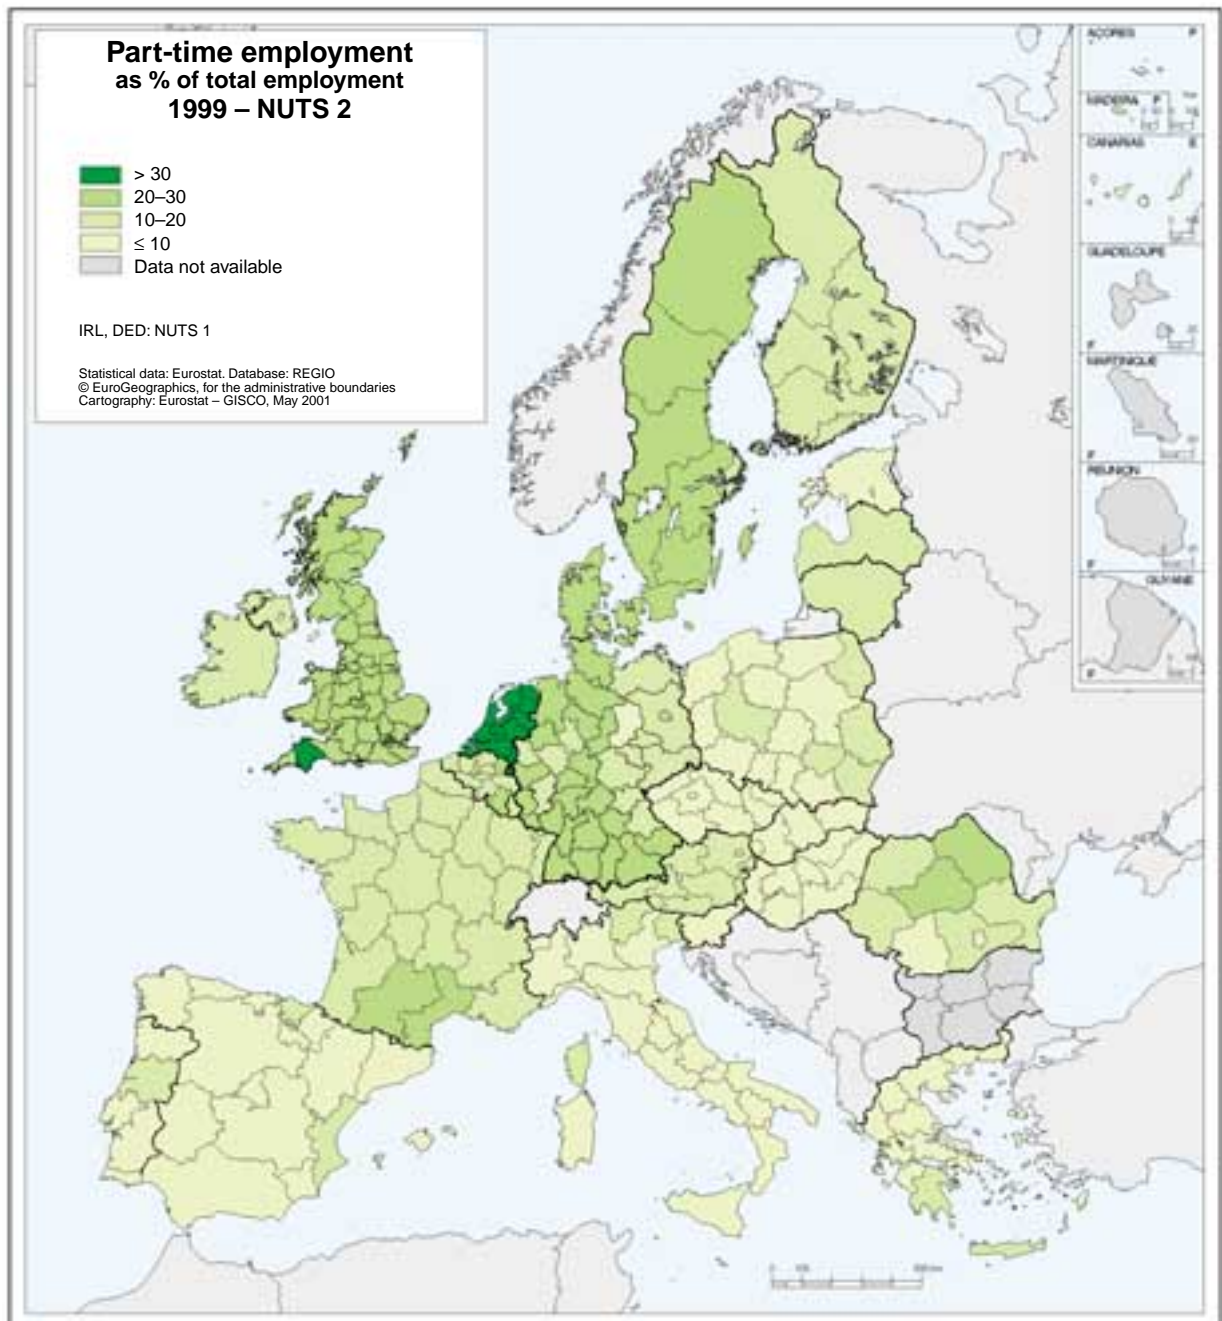 Part-time employment
as % of total employment
1999 – NUTS 2
> 30
20–30
10–20
≤ 10
Data not available
IRL, DED: NUTS 1
Statistical data: Eurostat. Database: REGIO
© EuroGeographics, for the administrative boundaries
Cartography: Eurostat – GISCO, May 2001
AÇORES P
MADEIRA P
CANARIAS E
GUADELOUPE
F
MARTINIQUE
F
REUNION
F
GUYANE
F